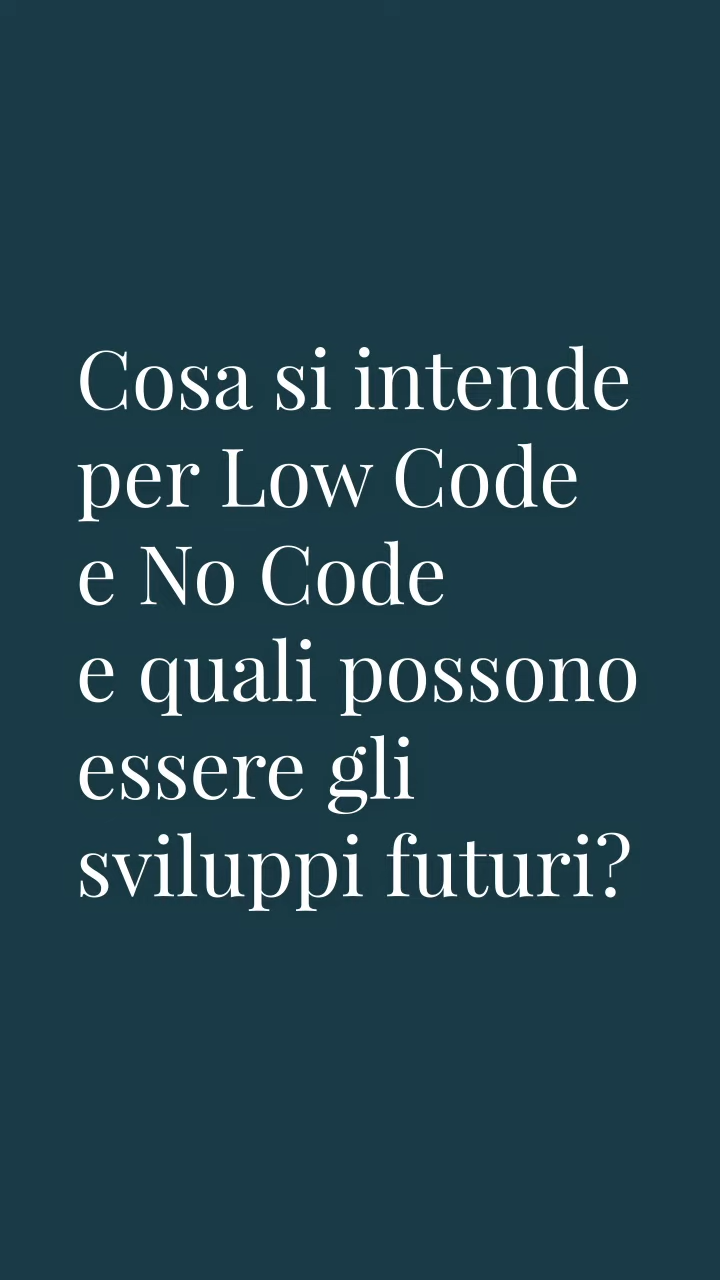 Cosa si intende
per Low Code
e No Code
e quali possono
essere gli
sviluppi futuri?